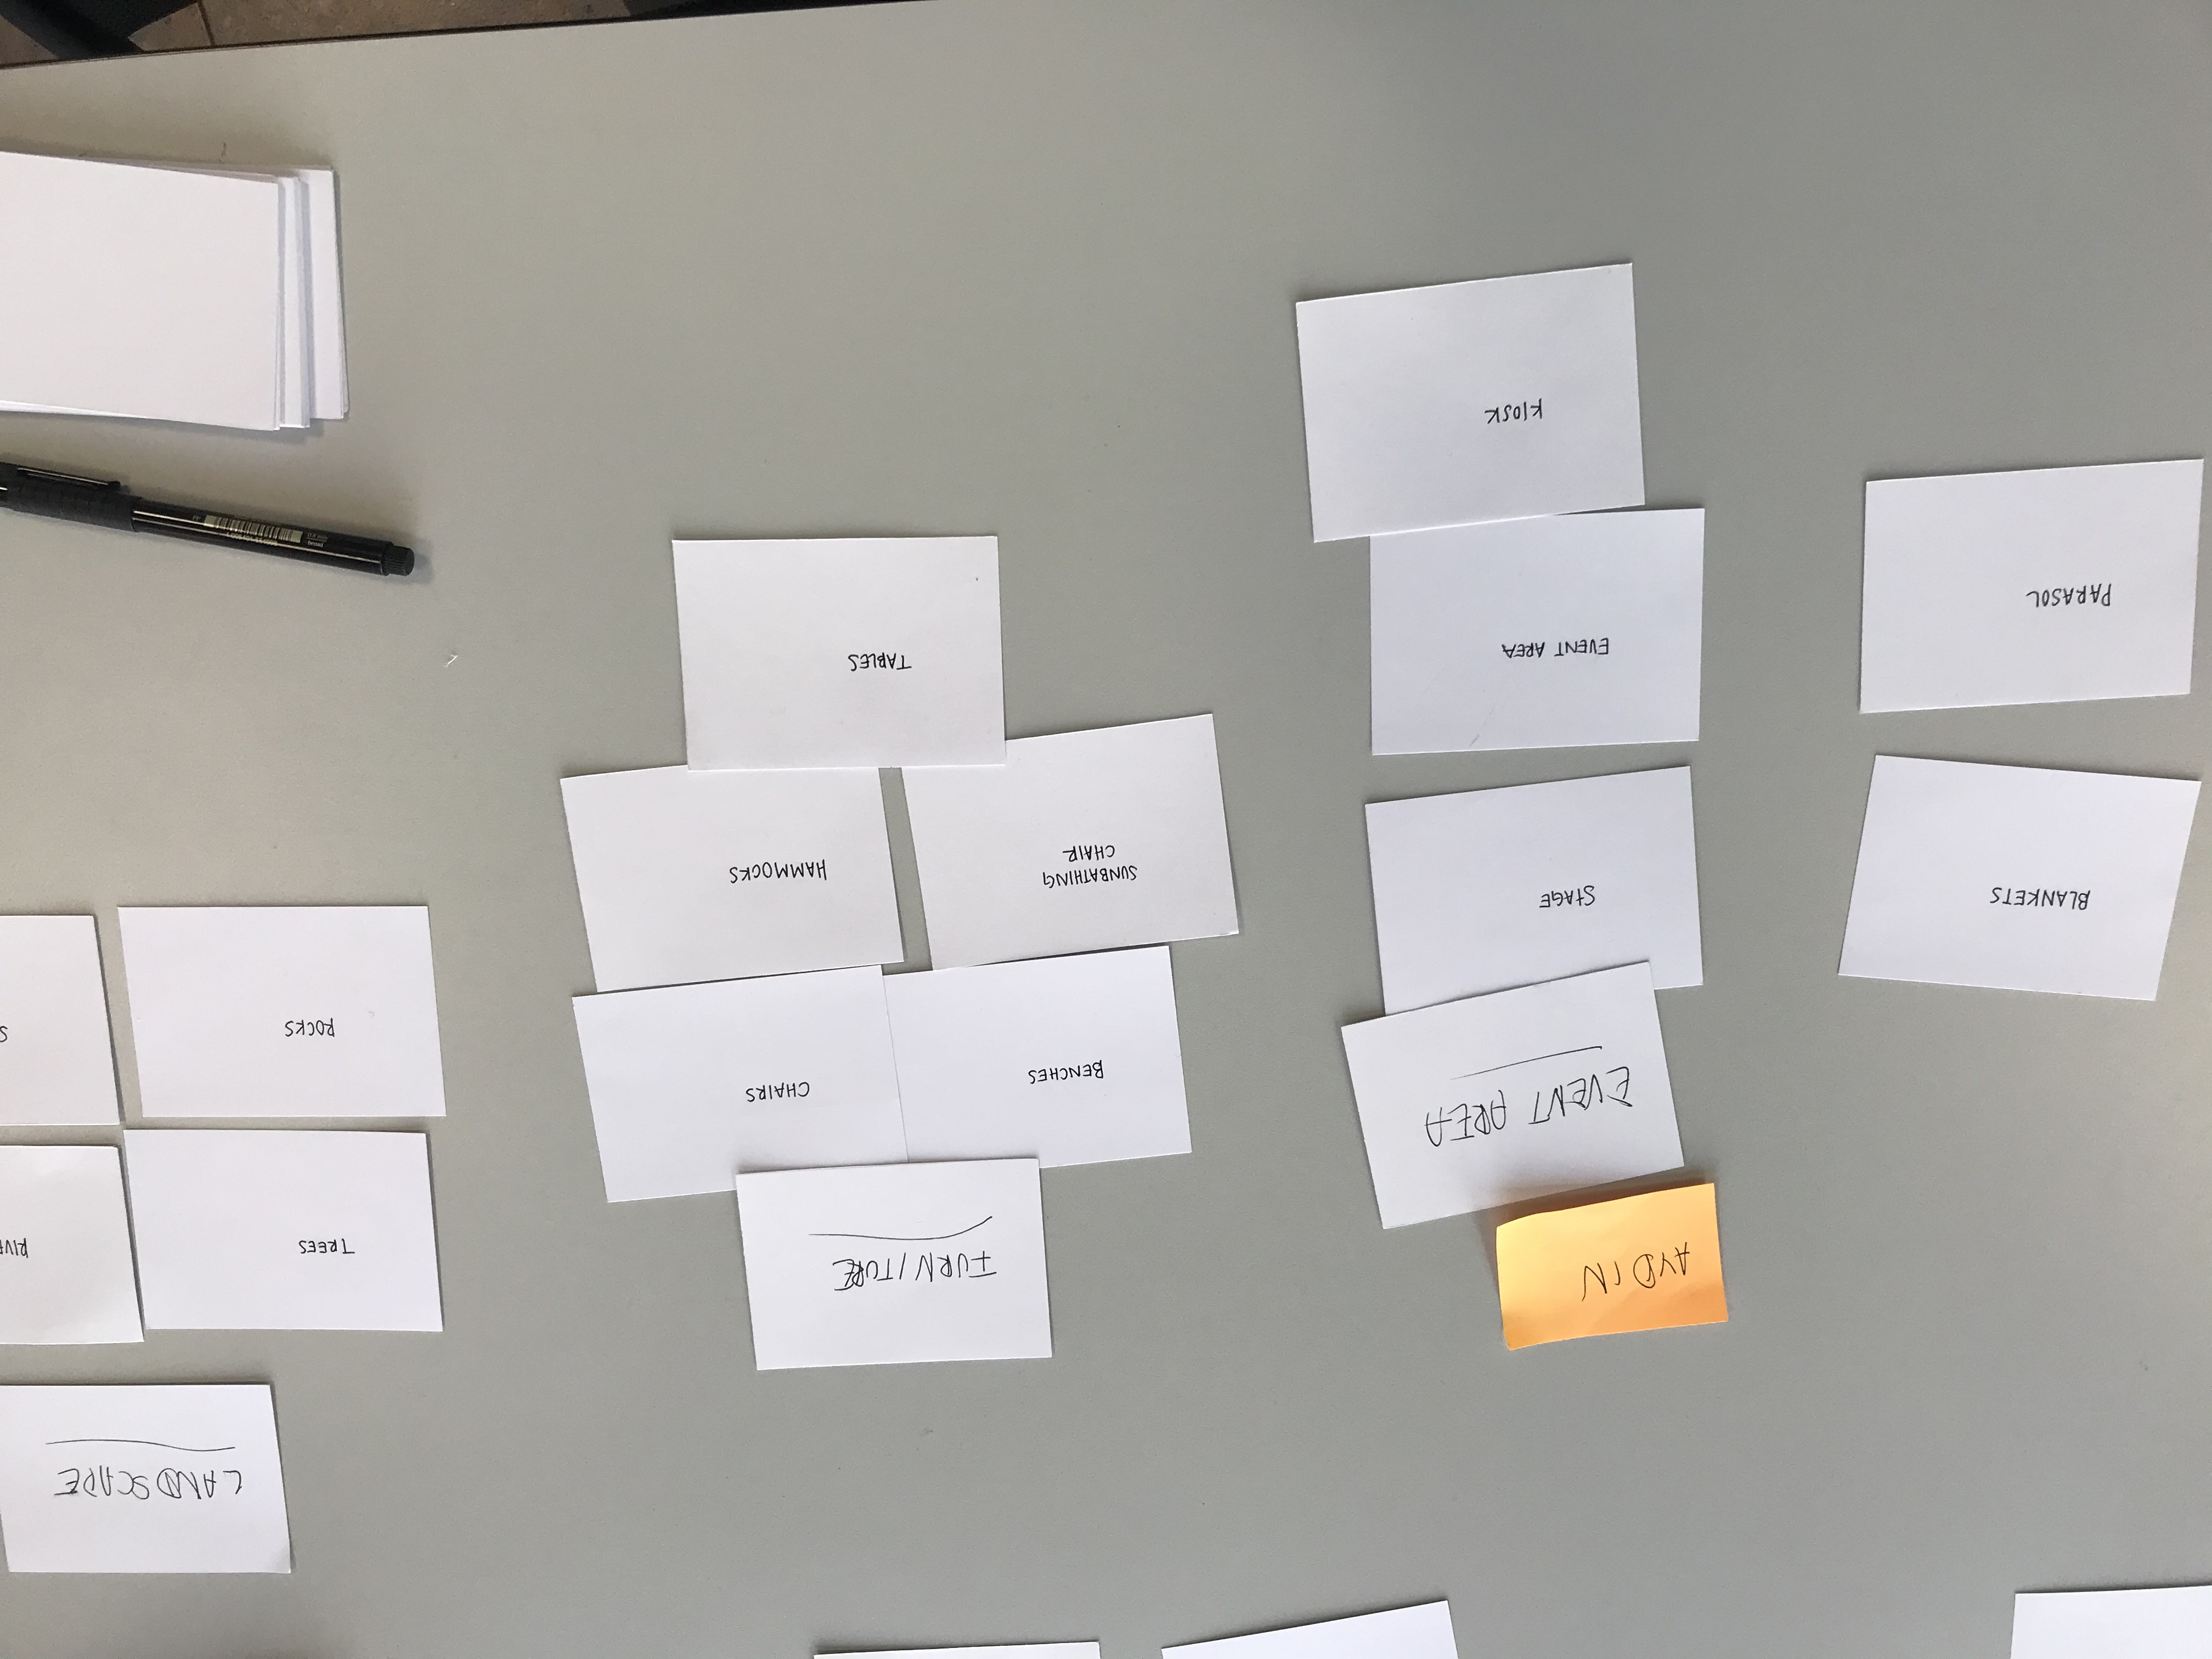 LANDSCAPE
AYDIN
EVENT AREA
FURNITURE
TREES
RIVE
ROCKS
S
BENCHES
CHAIRS
BLANKETS
STAGE
SUNBATHING
CHAIR
HAMMOCKS
PARASOL
EVENT AREA
TABLES
KIOSK